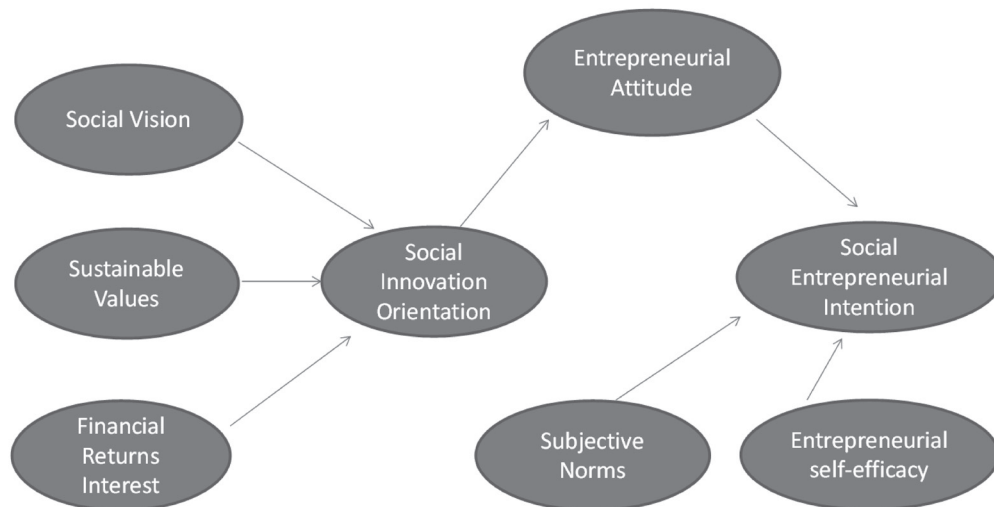 Entrepreneurial
Attitude
Social Vision
Sustainable
Values
Social
Innovation
Orientation
Social
Entrepreneurial
Intention
Financial
Returns
Interest
Subjective
Norms
Entrepreneurial
self-efficacy